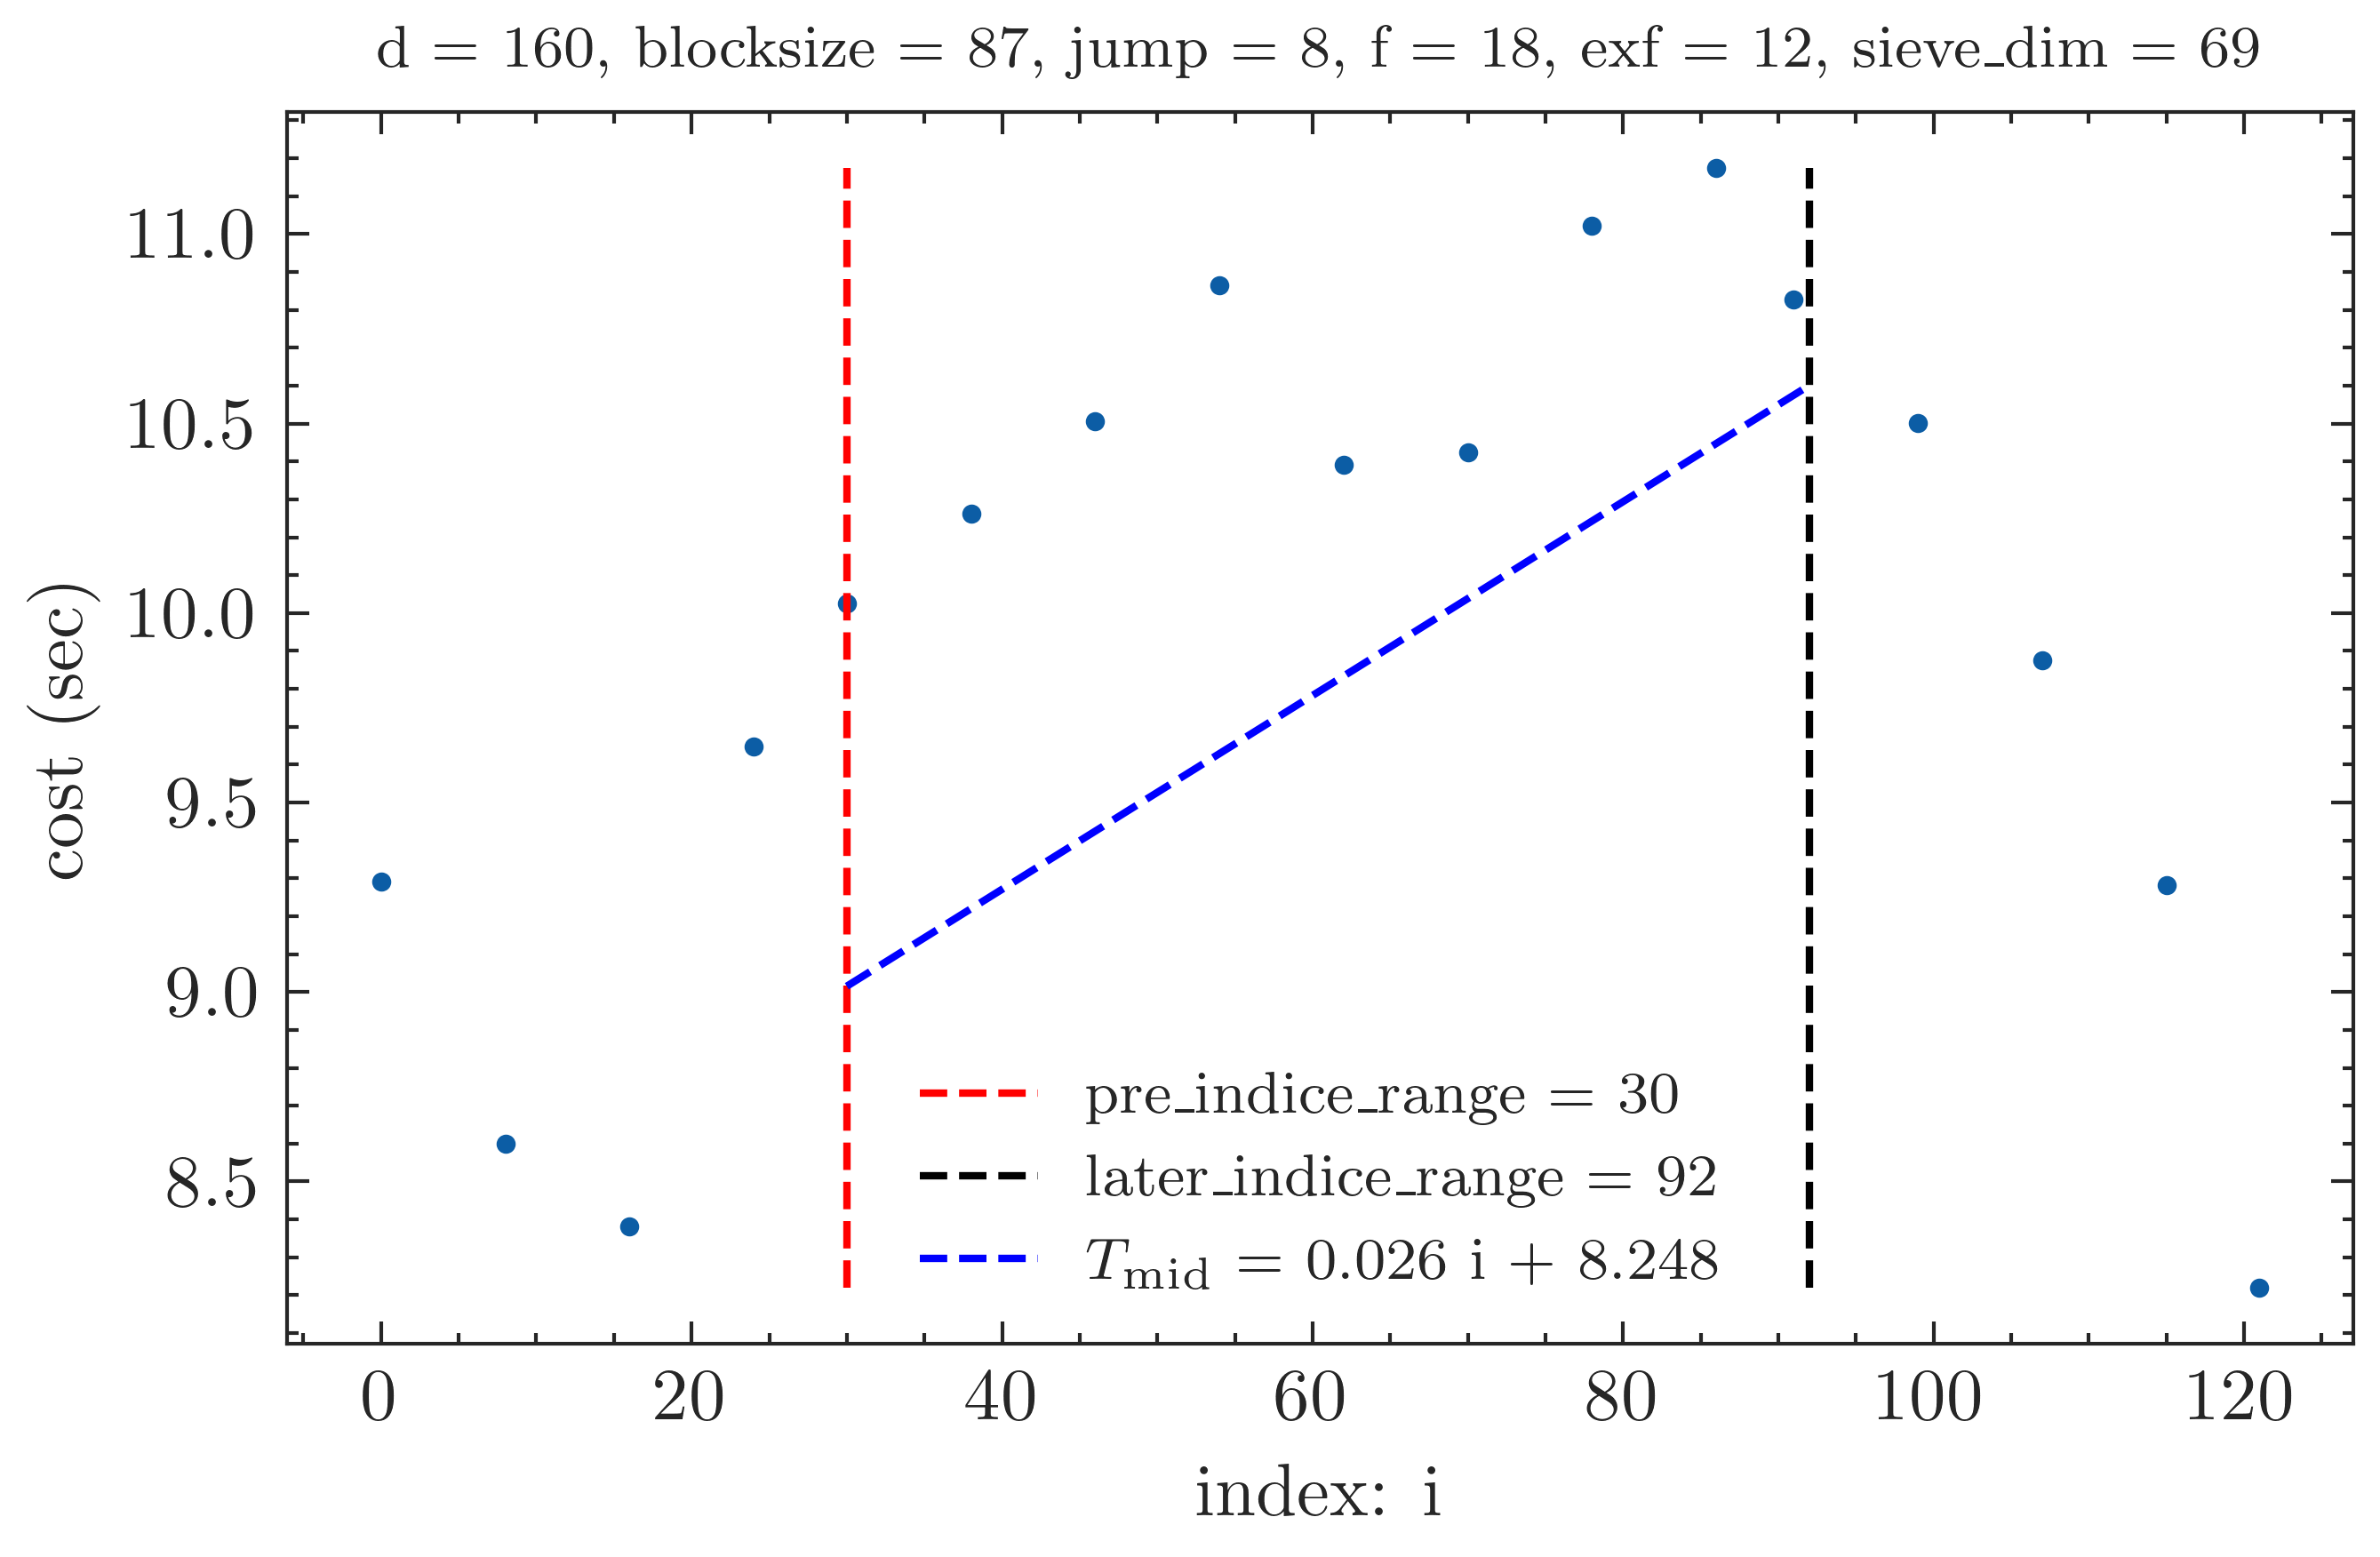 d = 160, blocksize = 87, jump = 8, f = 18, exf = 12, sieve_dim = 69
cost (sec)
11.0
10.5
10.0
9.5
9.0
8.5
pre_indice_range = 30
later_indice_range = 92
T_mid = 0.026 i + 8.248
0 20 40 60 80 100 120
index: i